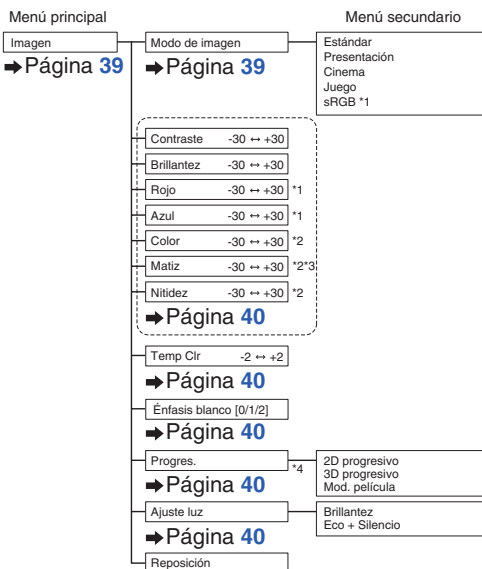 Menú principal
Menú secundario
Imagen
➡Página 39
Modo de imagen
➡Página 39
Estándar
Presentación
Cinema
Juego
sRGB *1
Contraste -30 ↔ +30
Brillantez -30 ↔ +30
Rojo -30 ↔ +30 *1
Azul -30 ↔ +30 *1
Color -30 ↔ +30 *2
Matiz -30 ↔ +30 *2*3
Nitidez -30 ↔ +30 *2
➡Página 40
Temp Clr -2 ↔ +2
➡Página 40
Énfasis blanco [0/1/2]
➡Página 40
Progres. *4
➡Página 40
2D progresivo
3D progresivo
Mod. película
Ajuste luz
➡Página 40
Brillantez
Eco + Silencio
Reposición